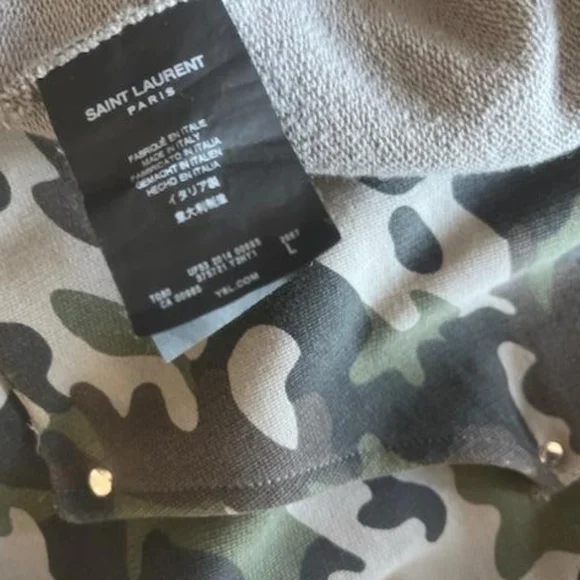 SAINT LAURENT
PARIS
FABRIQUÉ EN ITALIE
MADE IN ITALY
FABRICATO IN ITALIA
GEMACHT IN ITALIEN
HECHO EN ITALIA
イタリア製
意大利制造
L
YSL.COM